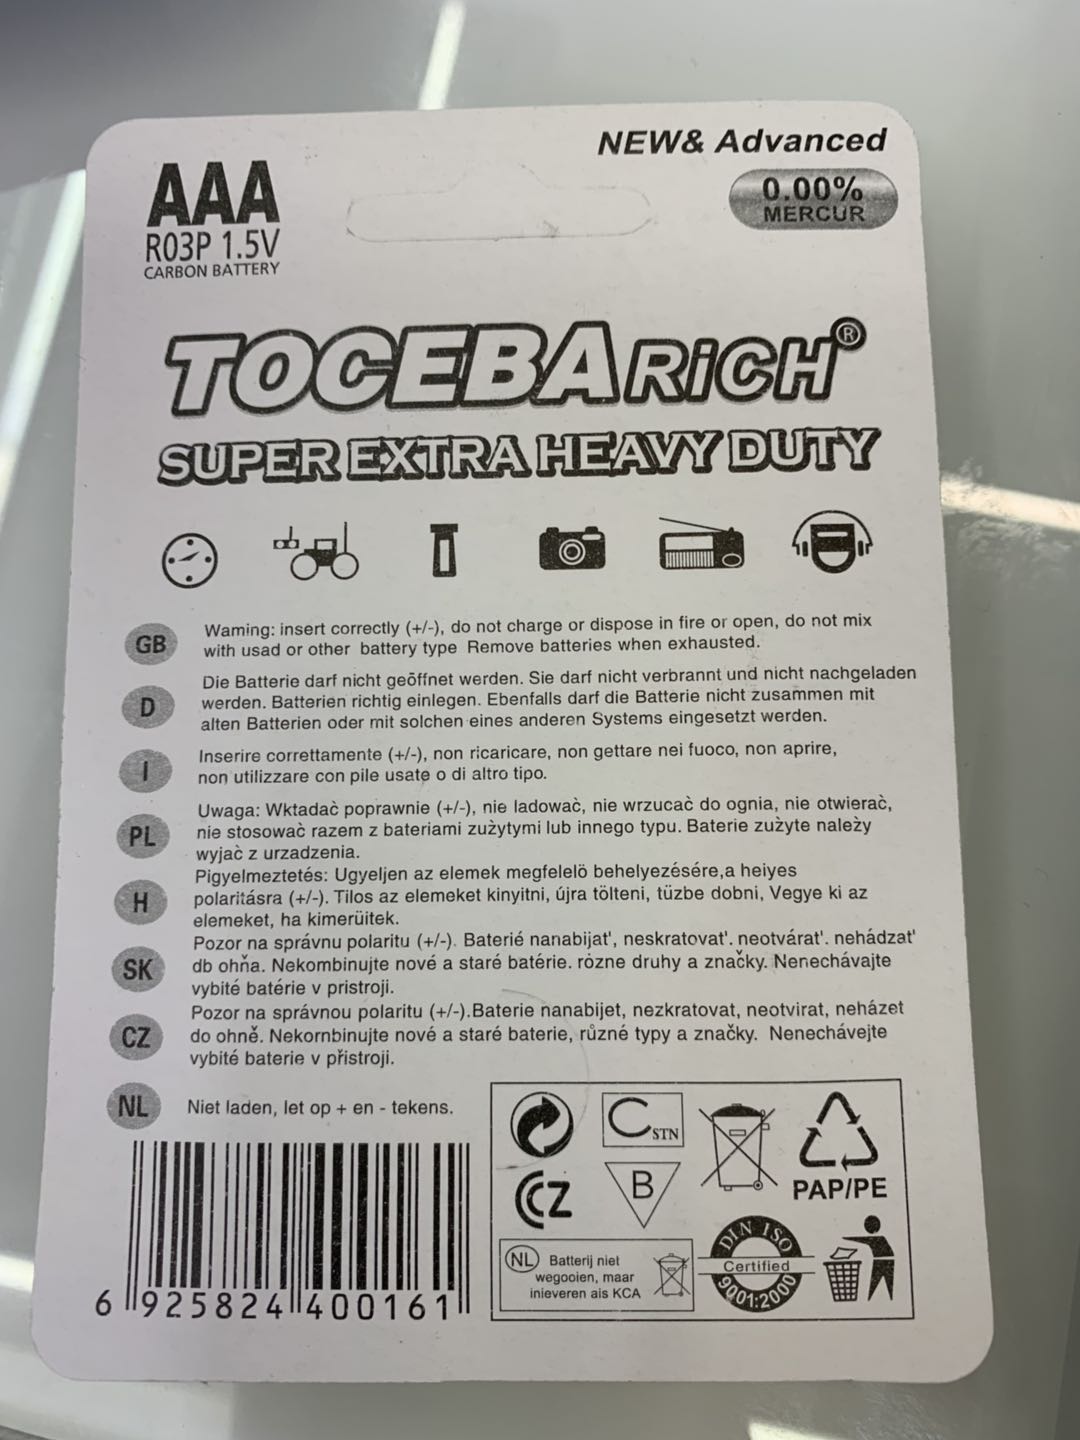 NEW& Advanced
AAA
R03P 1.5V
CARBON BATTERY
0.00%
MERCUR
TOCEBARiCH®
SUPER EXTRA HEAVY DUTY
GB
Waming: insert correctly (+/-), do not charge or dispose in fire or open, do not mix
with usad or other battery type Remove batteries when exhausted.
D
Die Batterie darf nicht geöffnet werden. Sie darf nicht verbrannt und nicht nachgeladen
werden. Batterien richtig einlegen. Ebenfalls darf die Batterie nicht zusammen mit
alten Batterien oder mit solchen eines anderen Systems eingesetzt werden.
I
Inserire correttamente (+/-), non ricaricare, non gettare nei fuoco, non aprire,
non utilizzare con pile usate o di altro tipo.
PL
Uwaga: Wktadač poprawnie (+/-), nie ladowač, nie wrzucač do ognia, nie otwierač,
nie stosowač razem z bateriami zužytymi lub innego typu. Baterie zužyte należy
wyjač z urzadzenia.
H
Pigyelmeztetés: Ugyeljen az elemek megfelelö behelyezésére,a heiyes
polaritásra (+/-). Tilos az elemeket kinyitni, újra tölteni, tüzbe dobni, Vegye ki az
elemeket, ha kimerüitek.
SK
Pozor na správnu polaritu (+/-). Baterié nanabijat', neskratovat'. neotvárat'. nehádzat'
db ohňa. Nekombinujte nové a staré batérie. rózne druhy a značky. Nenechávajte
vybité batérie v pristroji.
CZ
Pozor na správnou polaritu (+/-).Baterie nanabijet, nezkratovat, neotvirat, neházet
do ohně. Nekornbinujte nové a staré baterie, různé typy a značky. Nenechávejte
vybité baterie v přistroji.
NL
Niet laden, let op + en - tekens.
6 925824 400161
C STN
CZ
B
PAP/PE
NL
Batterij niet
wegooien, maar
inieveren ais KCA
DIN ISO
Certified
9001:2000